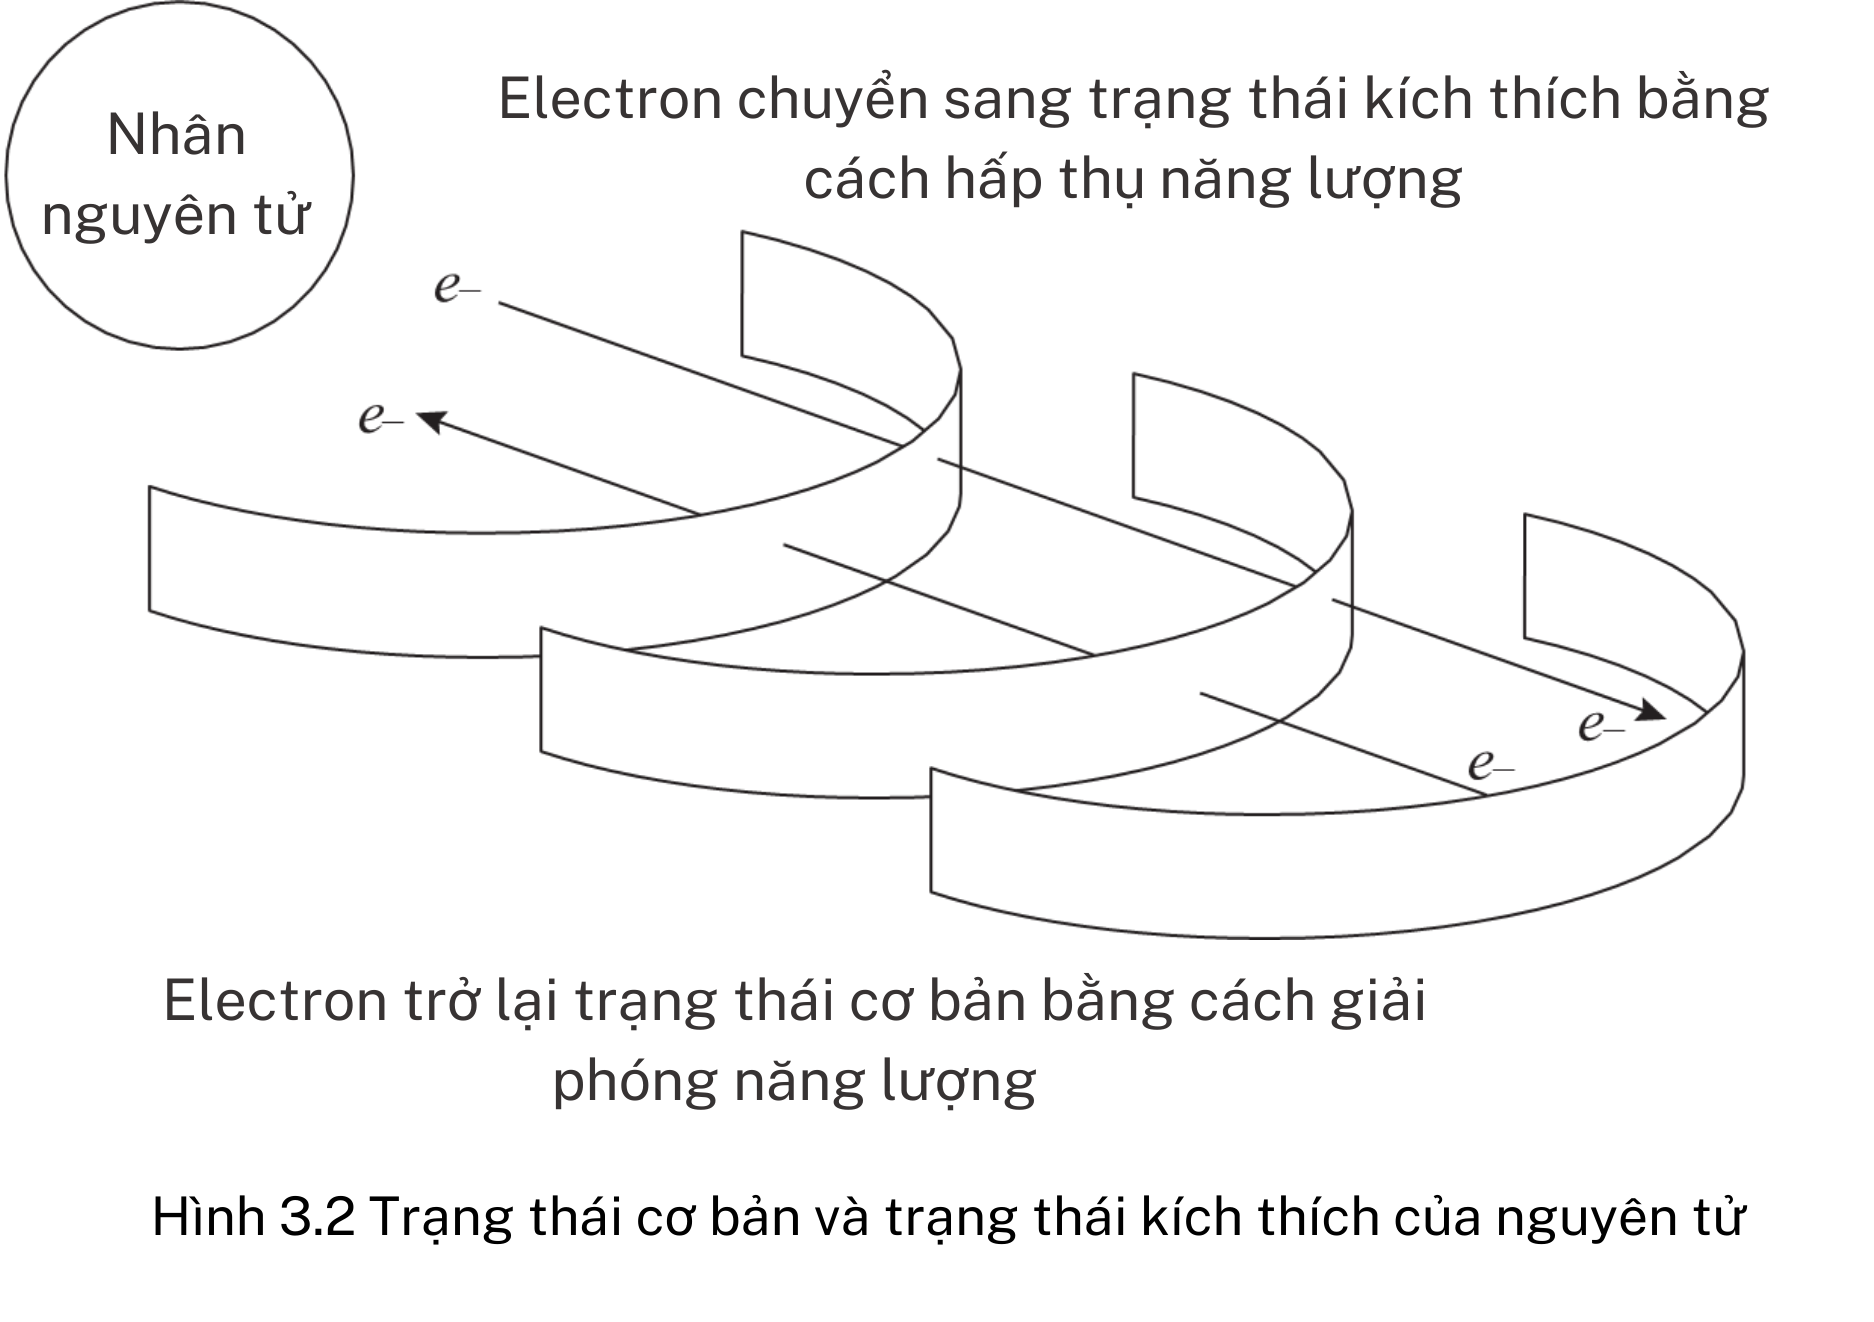 Nhân
nguyên tử
Electron chuyển sang trạng thái kích thích bằng
cách hấp thụ năng lượng
e–
e–
e–
e–
Electron trở lại trạng thái cơ bản bằng cách giải
phóng năng lượng
Hình 3.2 Trạng thái cơ bản và trạng thái kích thích của nguyên tử